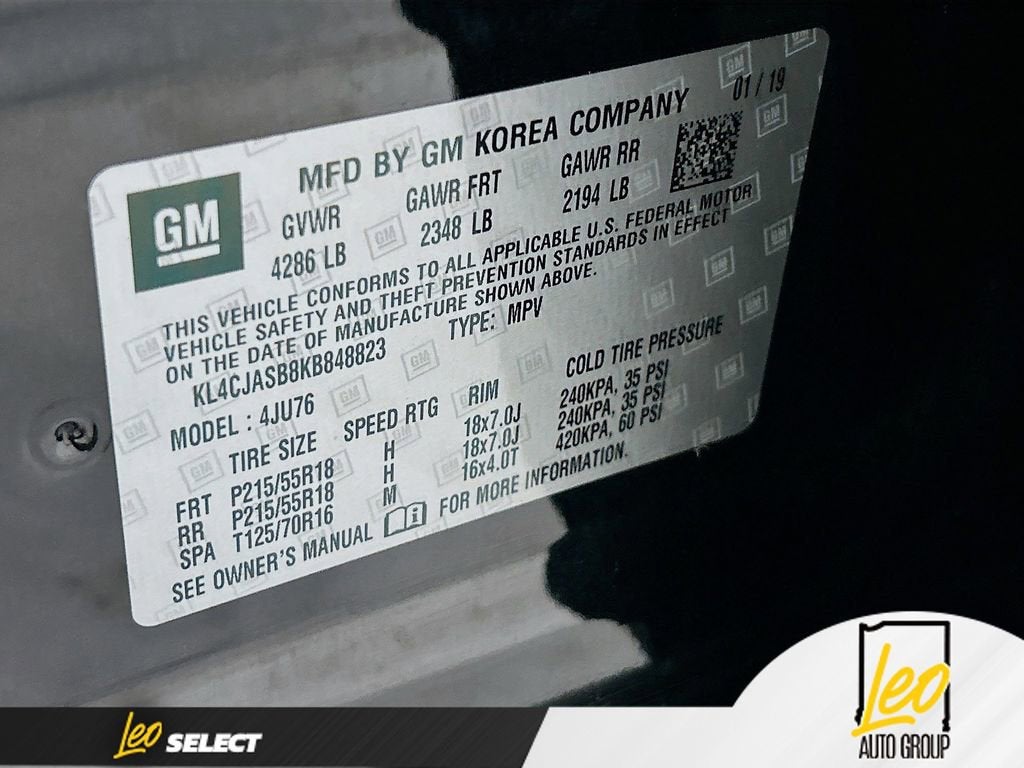 MFD BY GM KOREA COMPANY 01 / 19
GM
GVWR GAWR FRT GAWR RR
4286 LB 2348 LB 2194 LB
THIS VEHICLE CONFORMS TO ALL APPLICABLE U.S. FEDERAL MOTOR
VEHICLE SAFETY AND THEFT PREVENTION STANDARDS IN EFFECT
ON THE DATE OF MANUFACTURE SHOWN ABOVE.
KL4CJASB8KB848823 TYPE: MPV
MODEL : 4JU76
TIRE SIZE SPEED RTG RIM COLD TIRE PRESSURE
FRT P215/55R18 H 18x7.0J 240KPA, 35 PSI
RR P215/55R18 H 18x7.0J 240KPA, 35 PSI
SPA T125/70R16 M 16x4.0T 420KPA, 60 PSI
SEE OWNER'S MANUAL FOR MORE INFORMATION.
Leo SELECT
Leo
AUTO GROUP